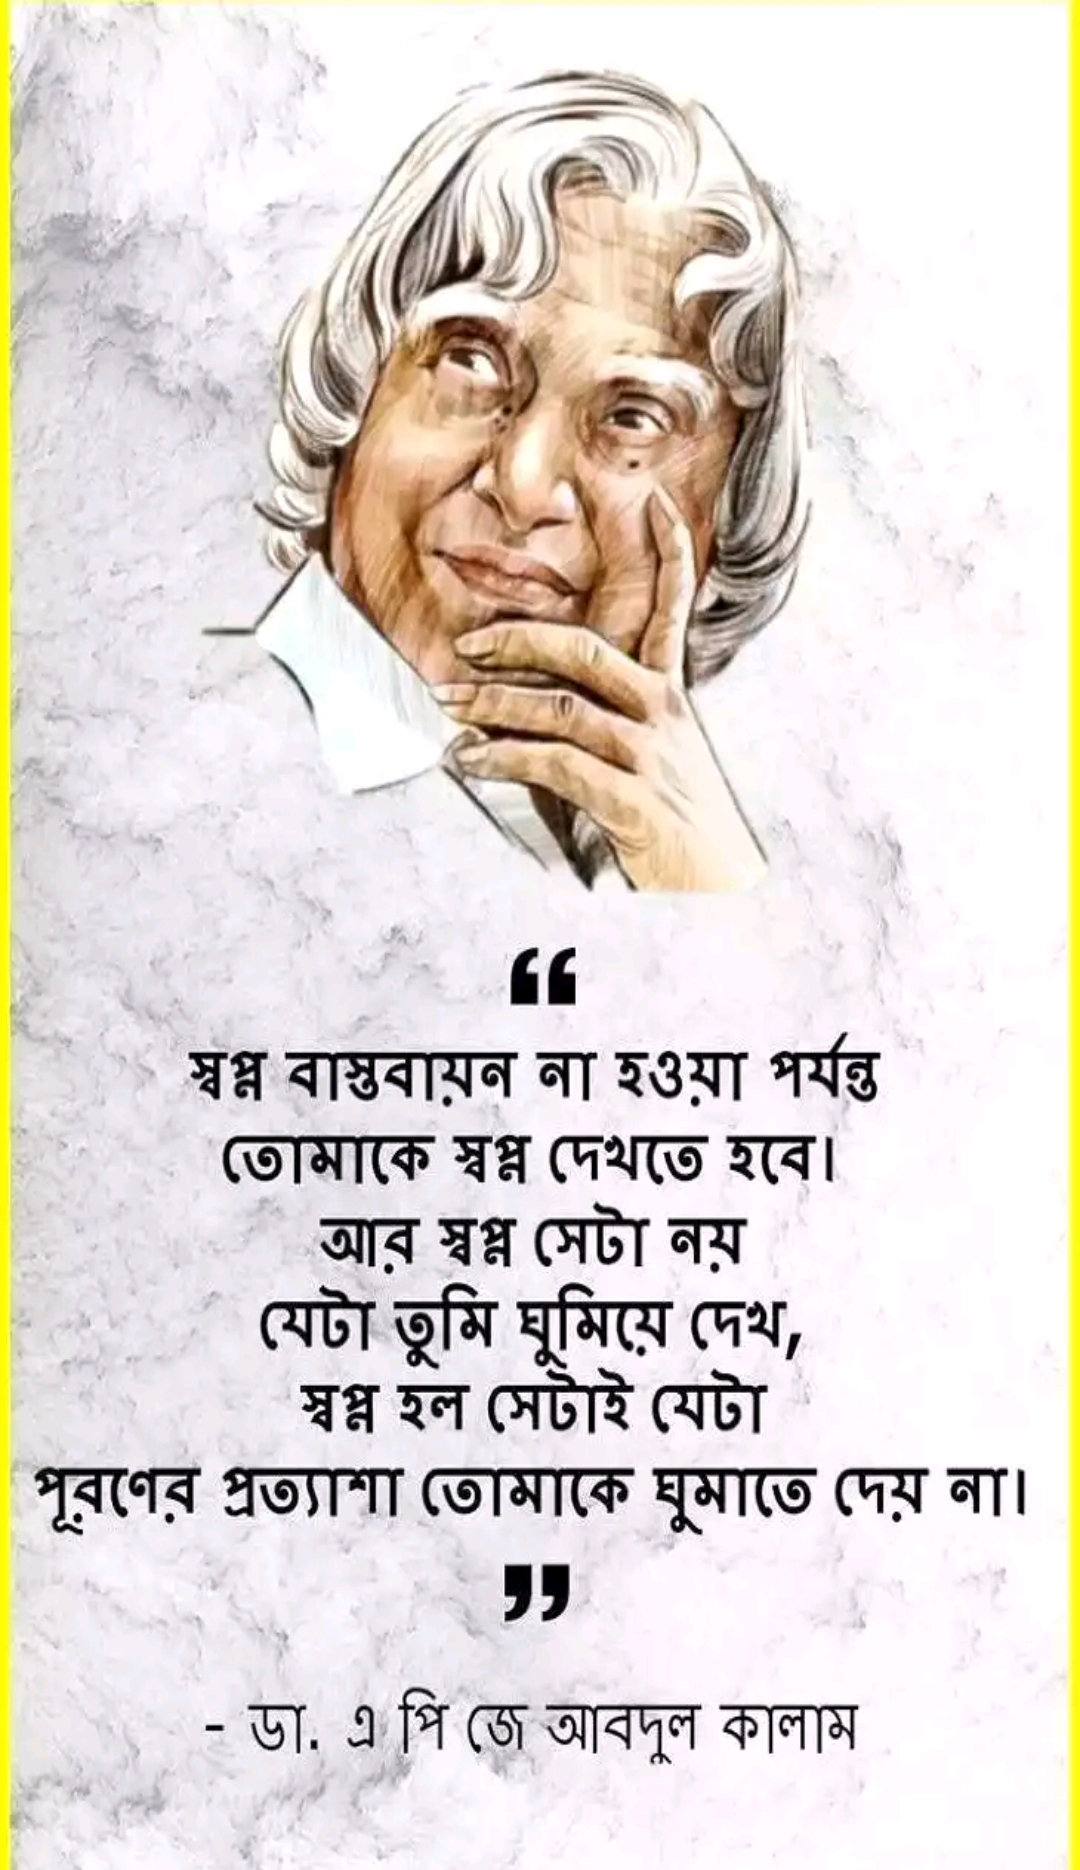 “
স্বপ্ন বাস্তবায়ন না হওয়া পর্যন্ত
তোমাকে স্বপ্ন দেখতে হবে।
আর স্বপ্ন সেটা নয়
যেটা তুমি ঘুমিয়ে দেখ,
স্বপ্ন হল সেটাই যেটা
পূরণের প্রত্যাশা তোমাকে ঘুমাতে দেয় না।
”
- ডা. এ পি জে আবদুল কালাম